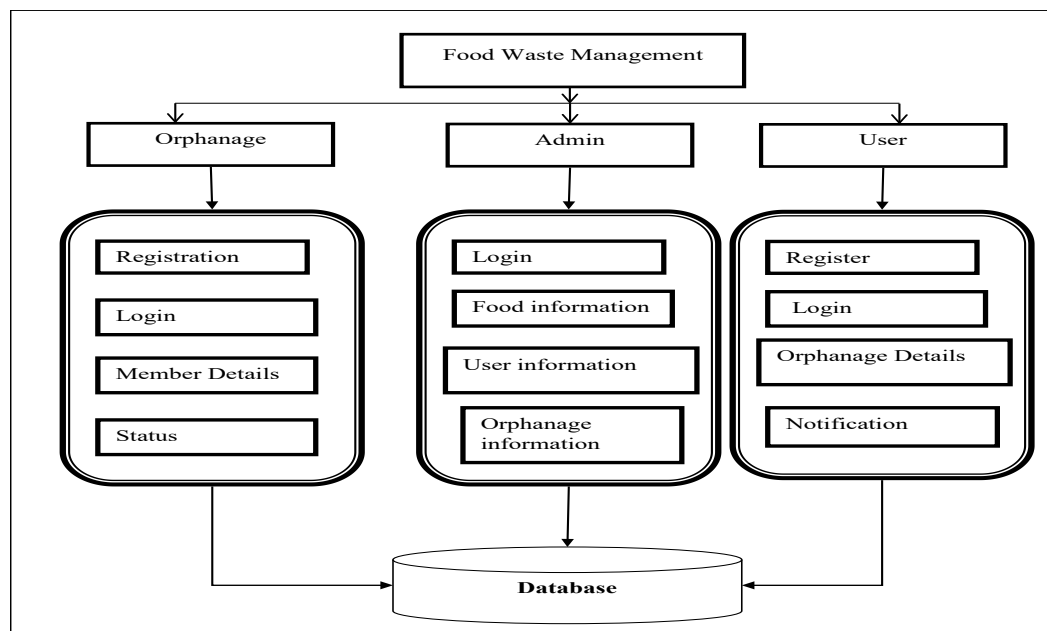 Food Waste Management
Orphanage
Admin
User
Registration
Login
Member Details
Status
Login
Food information
User information
Orphanage
information
Register
Login
Orphanage Details
Notification
Database